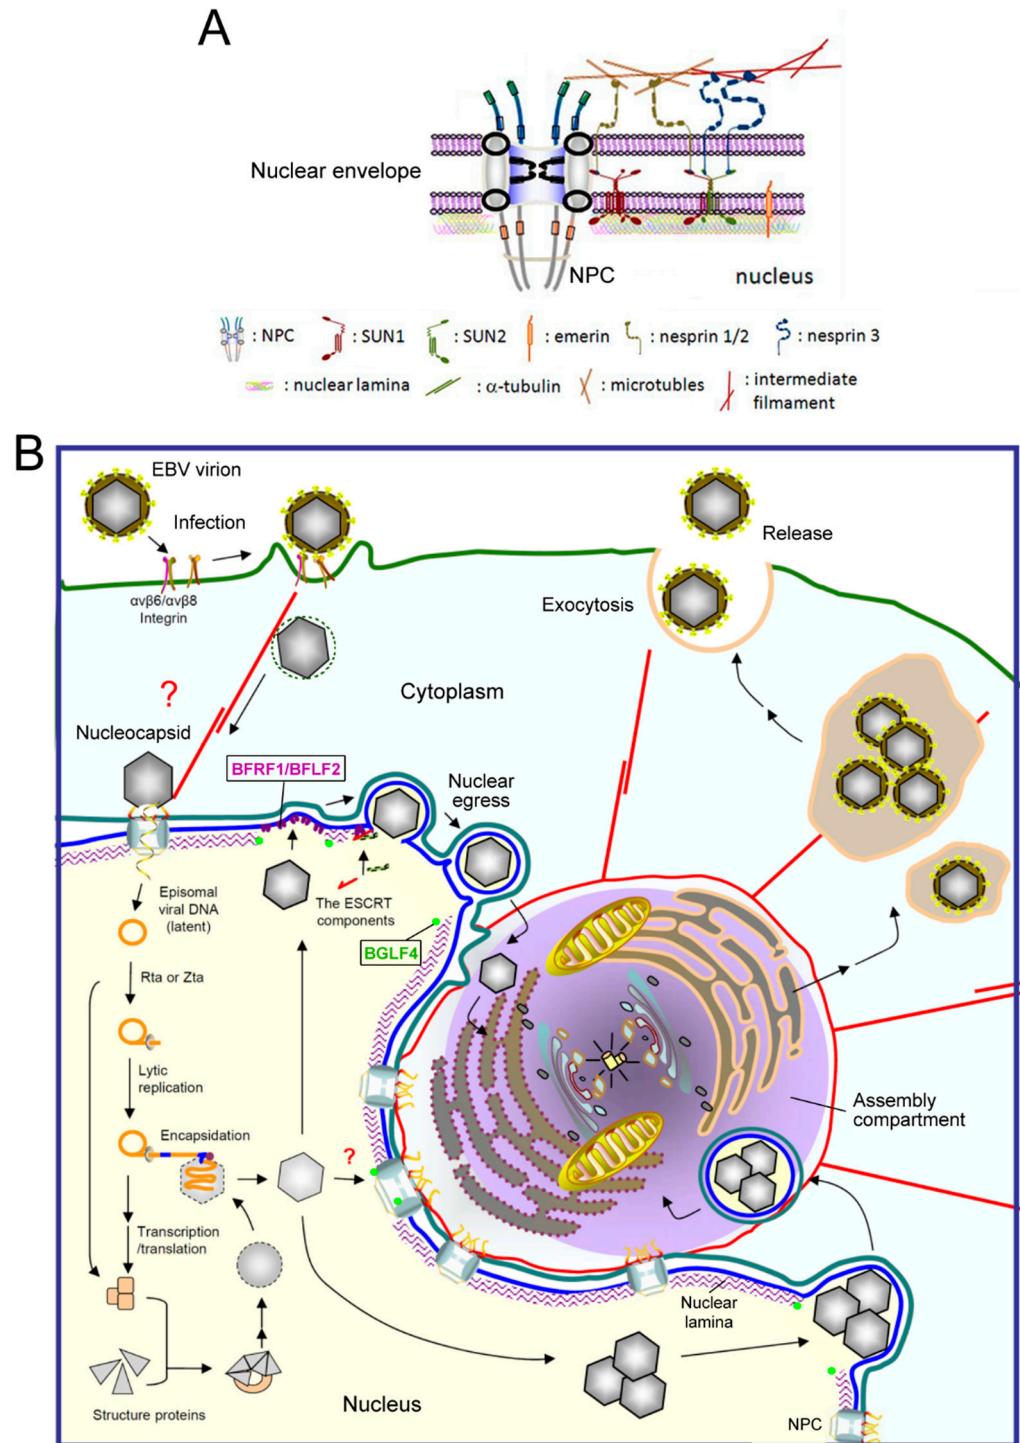 A
Nuclear envelope
NPC
nucleus
: NPC
: SUN1
: SUN2
: emerin
: nesprin 1/2
: nesprin 3
: nuclear lamina
: α-tubulin
: microtubles
: intermediate
filmament
B
EBV virion
Infection
αvβ6/αvβ8
Integrin
Release
Exocytosis
?
Cytoplasm
Nucleocapsid
BFRF1/BFLF2
Nuclear
egress
Episomal
viral DNA
(latent)
The ESCRT
components
BGLF4
Rta or Zta
Lytic
replication
Assembly
compartment
Encapsidation
?
Transcription
/translation
Nuclear
lamina
Structure proteins
Nucleus
NPC